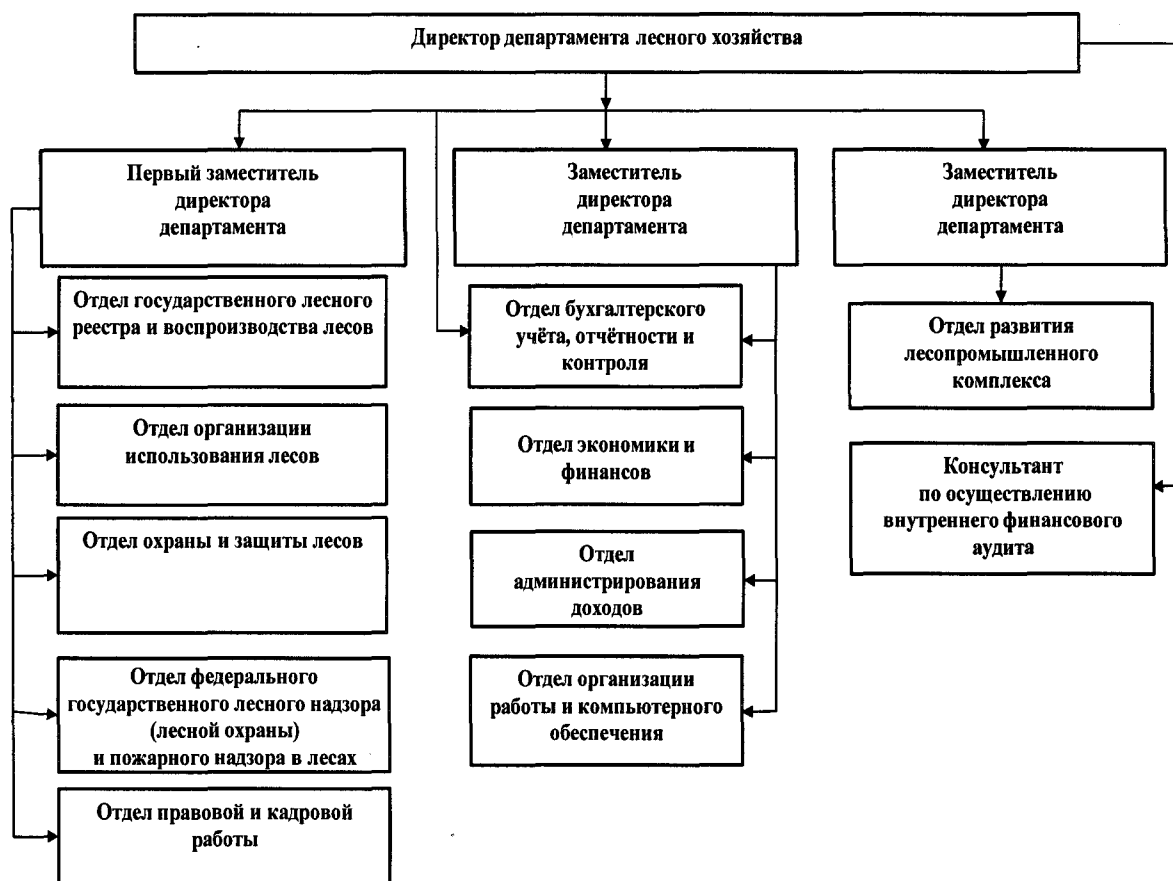 Директор департамента лесного хозяйства
Первый заместитель
директора
департамента
Заместитель
директора
департамента
Заместитель
директора
департамента
Отдел государственного лесного
реестра и воспроизводства лесов
Отдел организации
использования лесов
Отдел охраны и защиты лесов
Отдел федерального
государственного лесного надзора
(лесной охраны)
и пожарного надзора в лесах
Отдел правовой и кадровой
работы
Отдел бухгалтерского
учёта, отчётности и
контроля
Отдел экономики и
финансов
Отдел
администрирования
доходов
Отдел организации
работы и компьютерного
обеспечения
Отдел развития
лесопромышленного
комплекса
Консультант
по осуществлению
внутреннего финансового
аудита